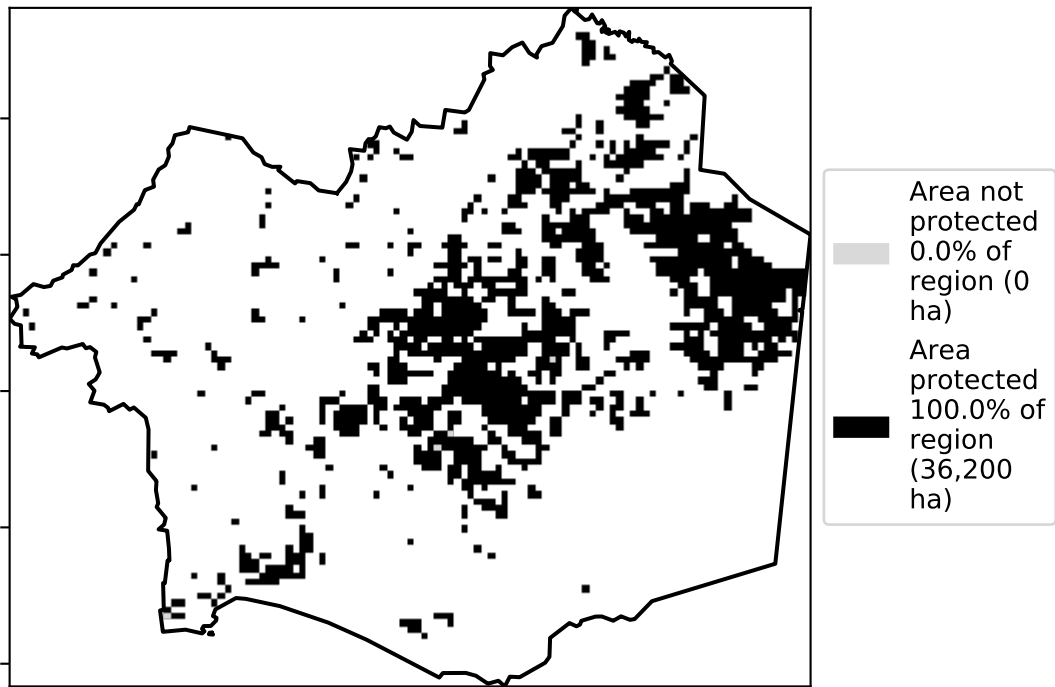 Area not
protected
0.0% of
region (0
ha)
Area
protected
100.0% of
region
(36,200
ha)